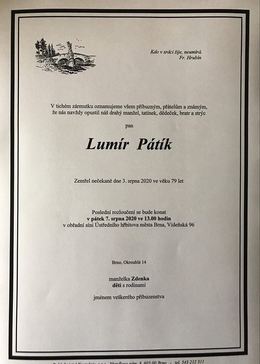 Kdo v srdci žije, neumírá.
Fr. Hrubín
V tichém zármutku oznamujeme všem příbuzným, přátelům a známým,
že nás navždy opustil náš drahý manžel, tatínek, dědeček, bratr a strýc
pan
Lumír Pátík
Zemřel nečekaně dne 3. srpna 2020 ve věku 79 let
Poslední rozloučení se bude konat
v pátek 7. srpna 2020 ve 13.00 hodin
v obřadní síni Ústředního hřbitova města Brna, Vídeňská 96
Brno, Okrouhlá 14
manželka Zdenka
děti s rodinami
jménem veškerého příbuzenstva